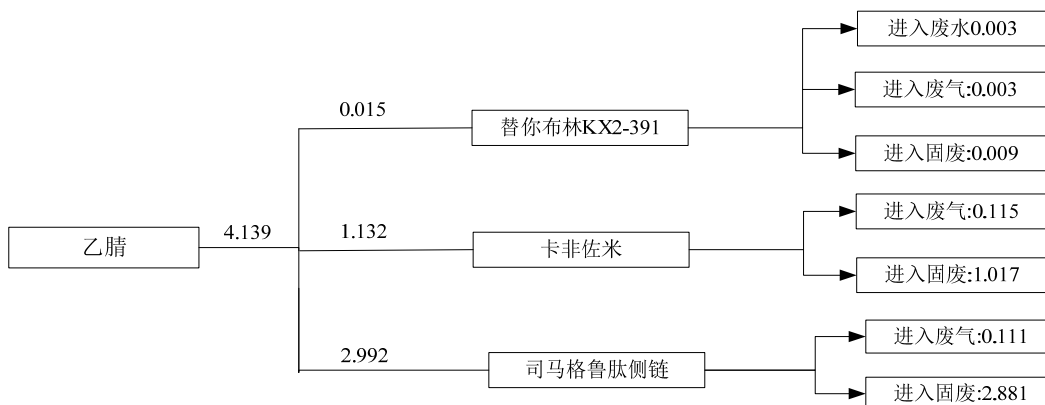 进入废水0.003
0.015
进入废气:0.003
替你布林KX2-391
进入固废:0.009
乙腈
4.139
1.132
卡非佐米
进入废气:0.115
进入固废:1.017
2.992
司马格鲁肽侧链
进入废气:0.111
进入固废:2.881